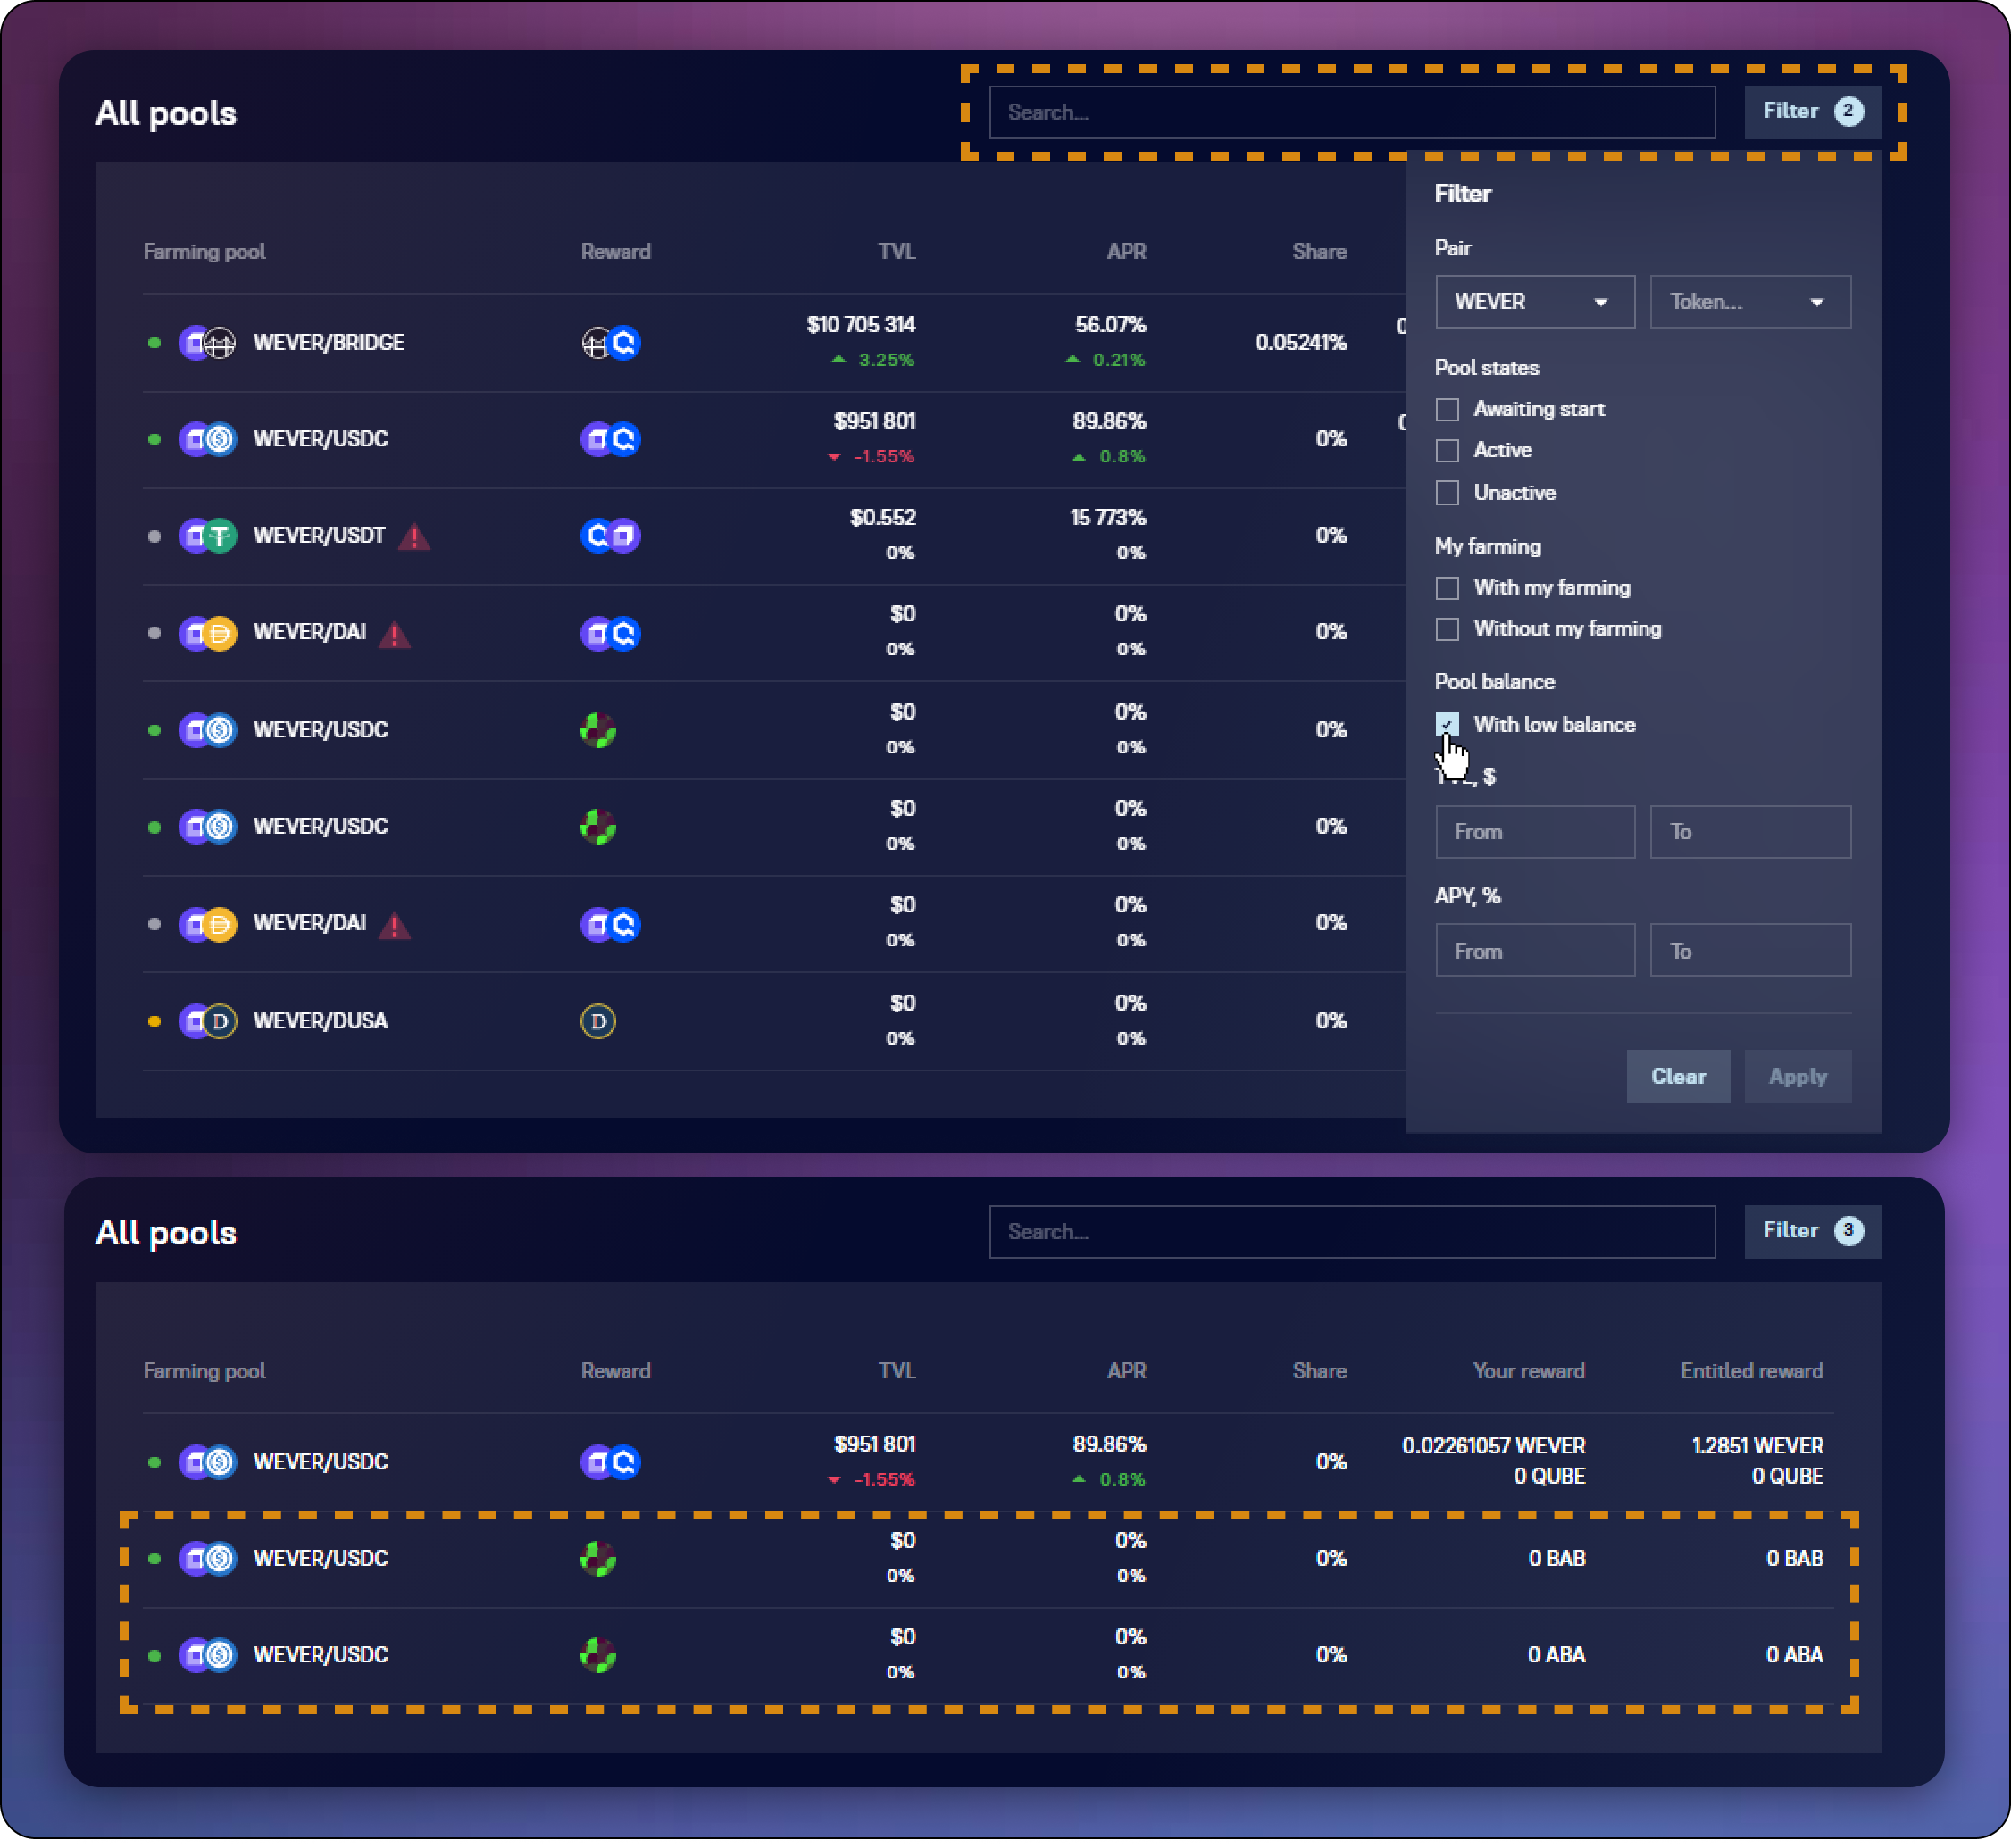 All pools
Search...
Filter 2
Farming pool Reward TVL APR Share
WEVER/BRIDGE $10 705 314 56.07% 0.05241%
3.25% 0.21%
WEVER/USDC $951 801 89.86% 0%
-1.55% 0.8%
WEVER/USDT $0.552 15 773% 0%
0% 0%
WEVER/DAI $0 0% 0%
0% 0%
WEVER/USDC $0 0% 0%
0% 0%
WEVER/USDC $0 0% 0%
0% 0%
WEVER/DAI $0 0% 0%
0% 0%
WEVER/DUSA $0 0% 0%
0% 0%
Filter
Pair
WEVER Token...
Pool states
Awaiting start
Active
Unactive
My farming
With my farming
Without my farming
Pool balance
With low balance
, $
From To
APY, %
From To
Clear Apply
All pools
Search...
Filter 3
Farming pool Reward TVL APR Share Your reward Entitled reward
WEVER/USDC $951 801 89.86% 0% 0.02261057 WEVER 1.2851 WEVER
-1.55% 0.8% 0 QUBE 0 QUBE
WEVER/USDC $0 0% 0% 0 BAB 0 BAB
0% 0%
WEVER/USDC $0 0% 0% 0 ABA 0 ABA
0% 0%